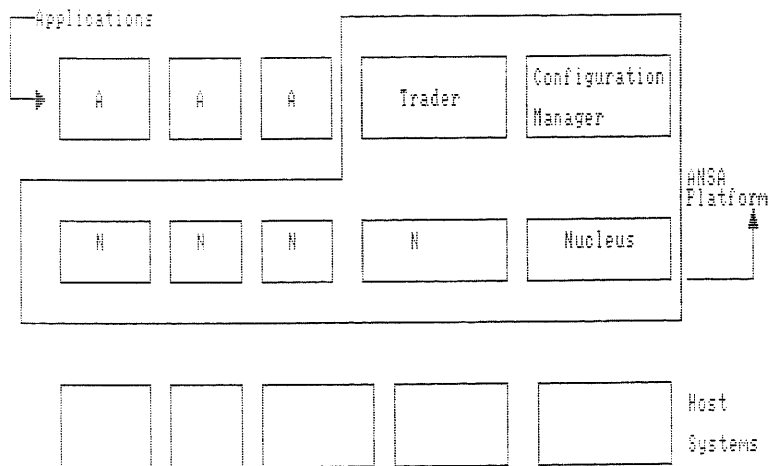 Applications
A A A Trader
Configuration
Manager
ANSA
Platform
N N N N Nucleus
Host
Systems